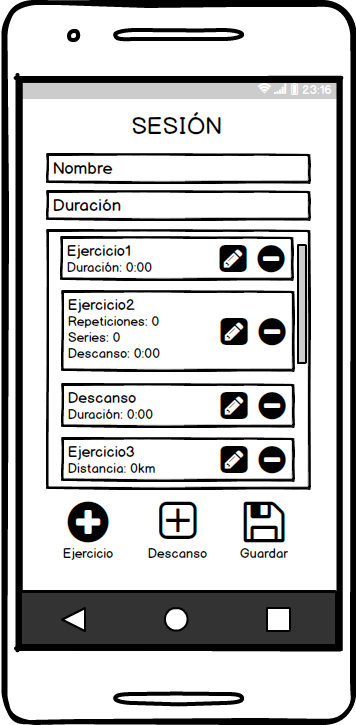 23:16
SESIÓN
Nombre
Duración
Ejercicio1
Duración: 0:00
Ejercicio2
Repeticiones: 0
Series: 0
Descanso: 0:00
Descanso
Duración: 0:00
Ejercicio3
Distancia: 0km
Ejercicio
Descanso
Guardar